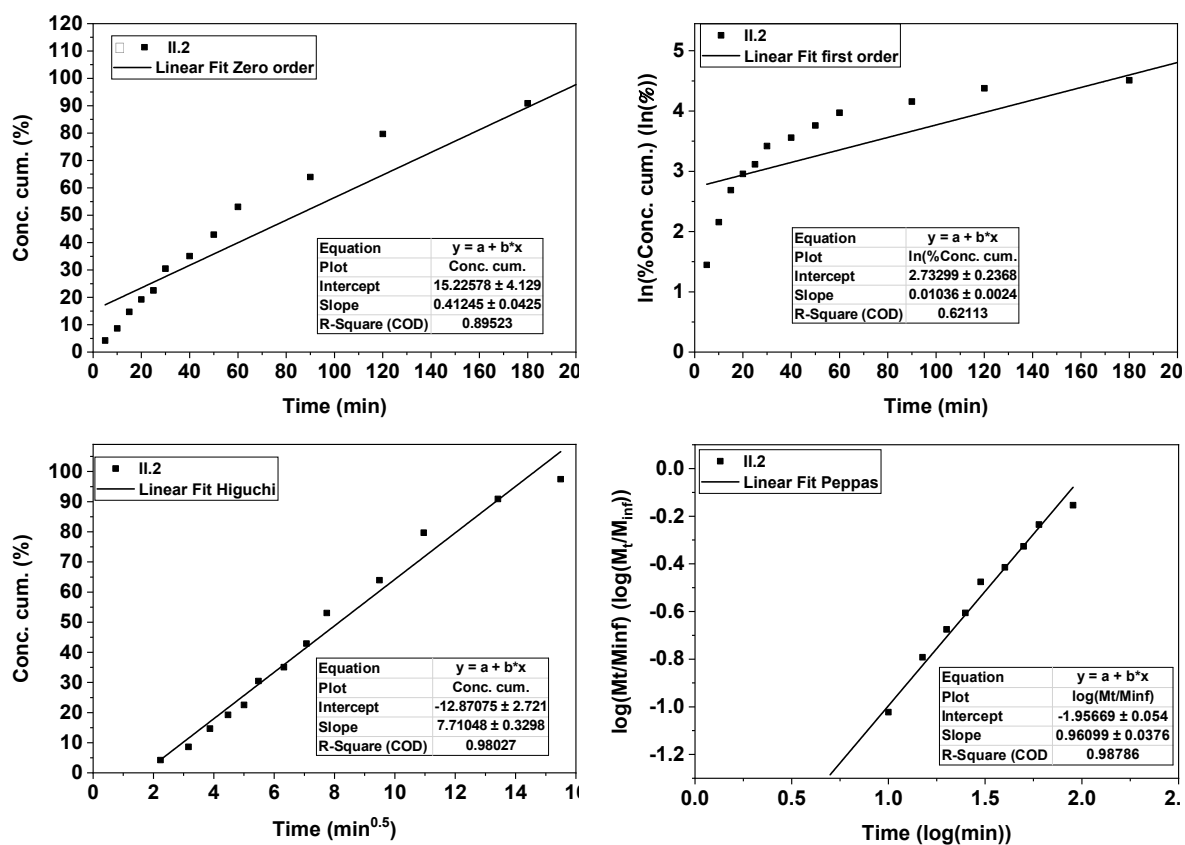 120
110
100
90
80
70
60
50
40
30
20
10
0
Conc. cum. (%)
II.2
Linear Fit Zero order
Equation y = a + b*x
Plot Conc. cum.
Intercept 15.22578 ± 4.129
Slope 0.41245 ± 0.0425
R-Square (COD) 0.89523
0 20 40 60 80 100 120 140 160 180 20
Time (min)
5
4
3
2
1
0
ln(%Conc. cum.) (ln(%))
II.2
Linear Fit first order
Equation y = a + b*x
Plot ln(%Conc. cum.)
Intercept 2.73299 ± 0.2368
Slope 0.01036 ± 0.0024
R-Square (COD) 0.62113
0 20 40 60 80 100 120 140 160 180 20
Time (min)
100
90
80
70
60
50
40
30
20
10
0
Conc. cum. (%)
II.2
Linear Fit Higuchi
Equation y = a + b*x
Plot Conc. cum.
Intercept -12.87075 ± 2.721
Slope 7.71048 ± 0.3298
R-Square (COD) 0.98027
0 2 4 6 8 10 12 14 16
Time (min^0.5)
0.0
-0.2
-0.4
-0.6
-0.8
-1.0
-1.2
log(Mt/Minf) (log(M_t/M_inf))
II.2
Linear Fit Peppas
Equation y = a + b*x
Plot log(Mt/Minf)
Intercept -1.95669 ± 0.054
Slope 0.96099 ± 0.0376
R-Square (COD 0.98786
0.0 0.5 1.0 1.5 2.0 2.
Time (log(min))